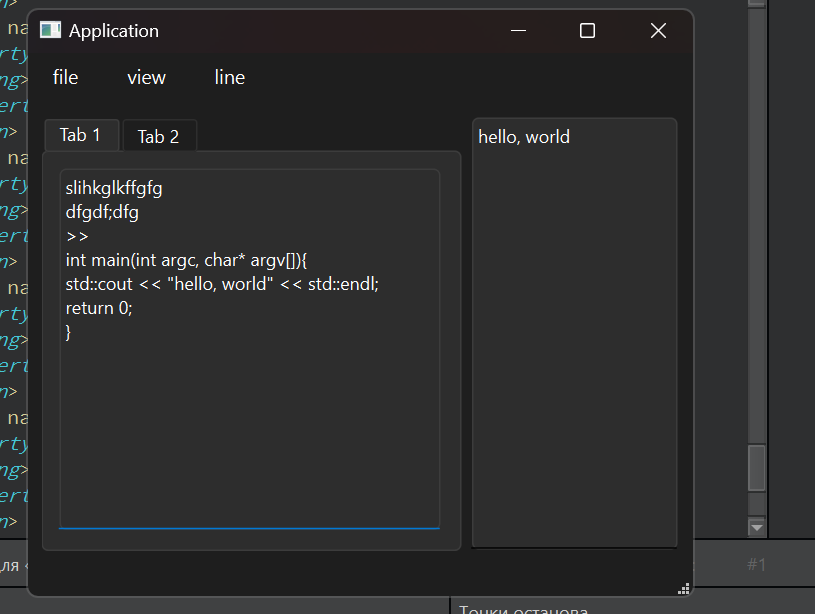 Application
file view line
Tab 1 Tab 2
slihkglkffgfg
dfgdf;dfg
>>
int main(int argc, char* argv[]){
std::cout << "hello, world" << std::endl;
return 0;
}
hello, world
#1
Точки останова